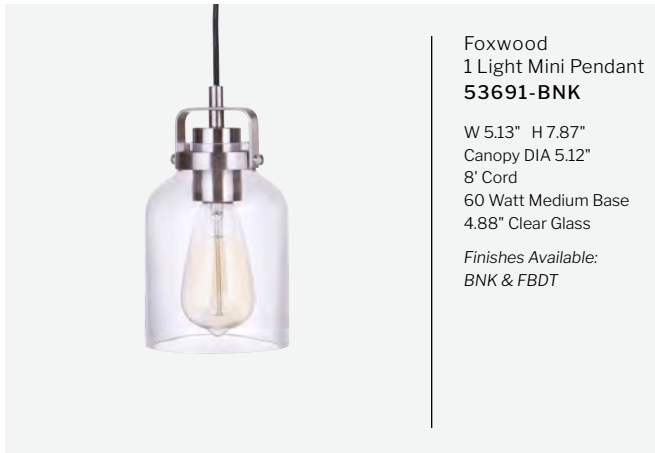 Foxwood
1 Light Mini Pendant
53691-BNK
W 5.13" H 7.87"
Canopy DIA 5.12"
8' Cord
60 Watt Medium Base
4.88" Clear Glass
Finishes Available:
BNK & FBDT